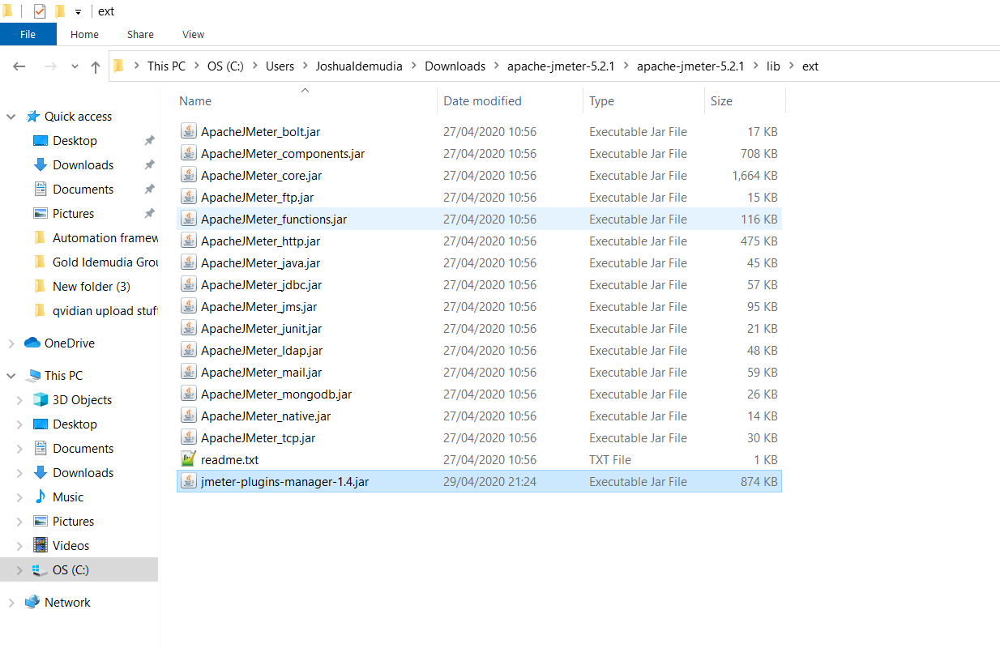 ext
File Home Share View
This PC OS (C:) Users JoshuaIdemudia Downloads apache-jmeter-5.2.1 apache-jmeter-5.2.1 lib ext
Name Date modified Type Size
Quick access
Desktop
Downloads
Documents
Pictures
Automation framew
Gold Idemudia Grou
New folder (3)
qvidian upload stuf
OneDrive
This PC
3D Objects
Desktop
Documents
Downloads
Music
Pictures
Videos
OS (C:)
Network
ApacheJMeter_bolt.jar 27/04/2020 10:56 Executable Jar File 17 KB
ApacheJMeter_components.jar 27/04/2020 10:56 Executable Jar File 708 KB
ApacheJMeter_core.jar 27/04/2020 10:56 Executable Jar File 1,664 KB
ApacheJMeter_ftp.jar 27/04/2020 10:56 Executable Jar File 15 KB
ApacheJMeter_functions.jar 27/04/2020 10:56 Executable Jar File 116 KB
ApacheJMeter_http.jar 27/04/2020 10:56 Executable Jar File 475 KB
ApacheJMeter_java.jar 27/04/2020 10:56 Executable Jar File 45 KB
ApacheJMeter_jdbc.jar 27/04/2020 10:56 Executable Jar File 57 KB
ApacheJMeter_jms.jar 27/04/2020 10:56 Executable Jar File 95 KB
ApacheJMeter_junit.jar 27/04/2020 10:56 Executable Jar File 21 KB
ApacheJMeter_ldap.jar 27/04/2020 10:56 Executable Jar File 48 KB
ApacheJMeter_mail.jar 27/04/2020 10:56 Executable Jar File 59 KB
ApacheJMeter_mongodb.jar 27/04/2020 10:56 Executable Jar File 26 KB
ApacheJMeter_native.jar 27/04/2020 10:56 Executable Jar File 14 KB
ApacheJMeter_tcp.jar 27/04/2020 10:56 Executable Jar File 30 KB
readme.txt 27/04/2020 10:56 TXT File 1 KB
jmeter-plugins-manager-1.4.jar 29/04/2020 21:24 Executable Jar File 874 KB